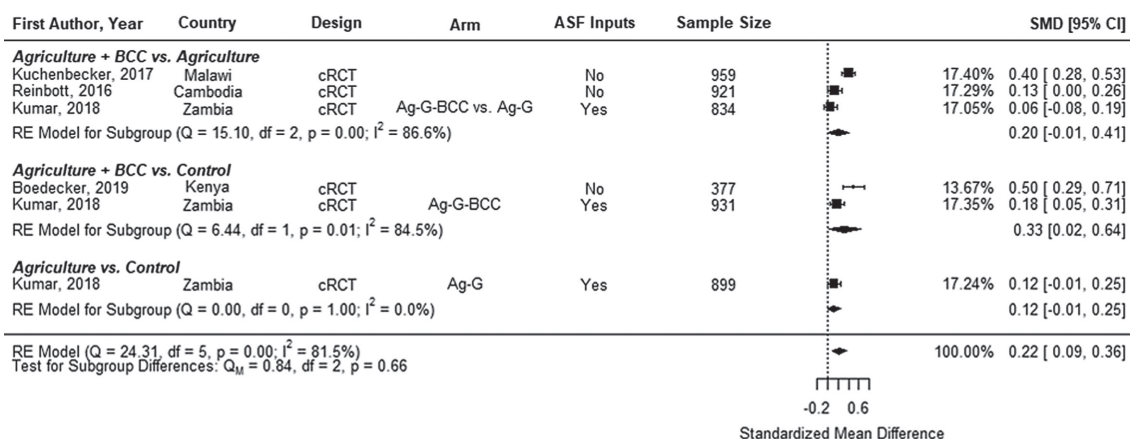 First Author, Year Country Design Arm ASF Inputs Sample Size SMD [95% CI]
Agriculture + BCC vs. Agriculture
Kuchenbecker, 2017 Malawi cRCT No 959 17.40% 0.40 [ 0.28, 0.53]
Reinbott, 2016 Cambodia cRCT No 921 17.29% 0.13 [ 0.00, 0.26]
Kumar, 2018 Zambia cRCT Ag-G-BCC vs. Ag-G Yes 834 17.05% 0.06 [-0.08, 0.19]
RE Model for Subgroup (Q = 15.10, df = 2, p = 0.00; I² = 86.6%) 0.20 [-0.01, 0.41]
Agriculture + BCC vs. Control
Boedecker, 2019 Kenya cRCT No 377 13.67% 0.50 [ 0.29, 0.71]
Kumar, 2018 Zambia cRCT Ag-G-BCC Yes 931 17.35% 0.18 [ 0.05, 0.31]
RE Model for Subgroup (Q = 6.44, df = 1, p = 0.01; I² = 84.5%) 0.33 [0.02, 0.64]
Agriculture vs. Control
Kumar, 2018 Zambia cRCT Ag-G Yes 899 17.24% 0.12 [-0.01, 0.25]
RE Model for Subgroup (Q = 0.00, df = 0, p = 1.00; I² = 0.0%) 0.12 [-0.01, 0.25]
RE Model (Q = 24.31, df = 5, p = 0.00; I² = 81.5%) 100.00% 0.22 [ 0.09, 0.36]
Test for Subgroup Differences: Q_M = 0.84, df = 2, p = 0.66
-0.2 0.6
Standardized Mean Difference